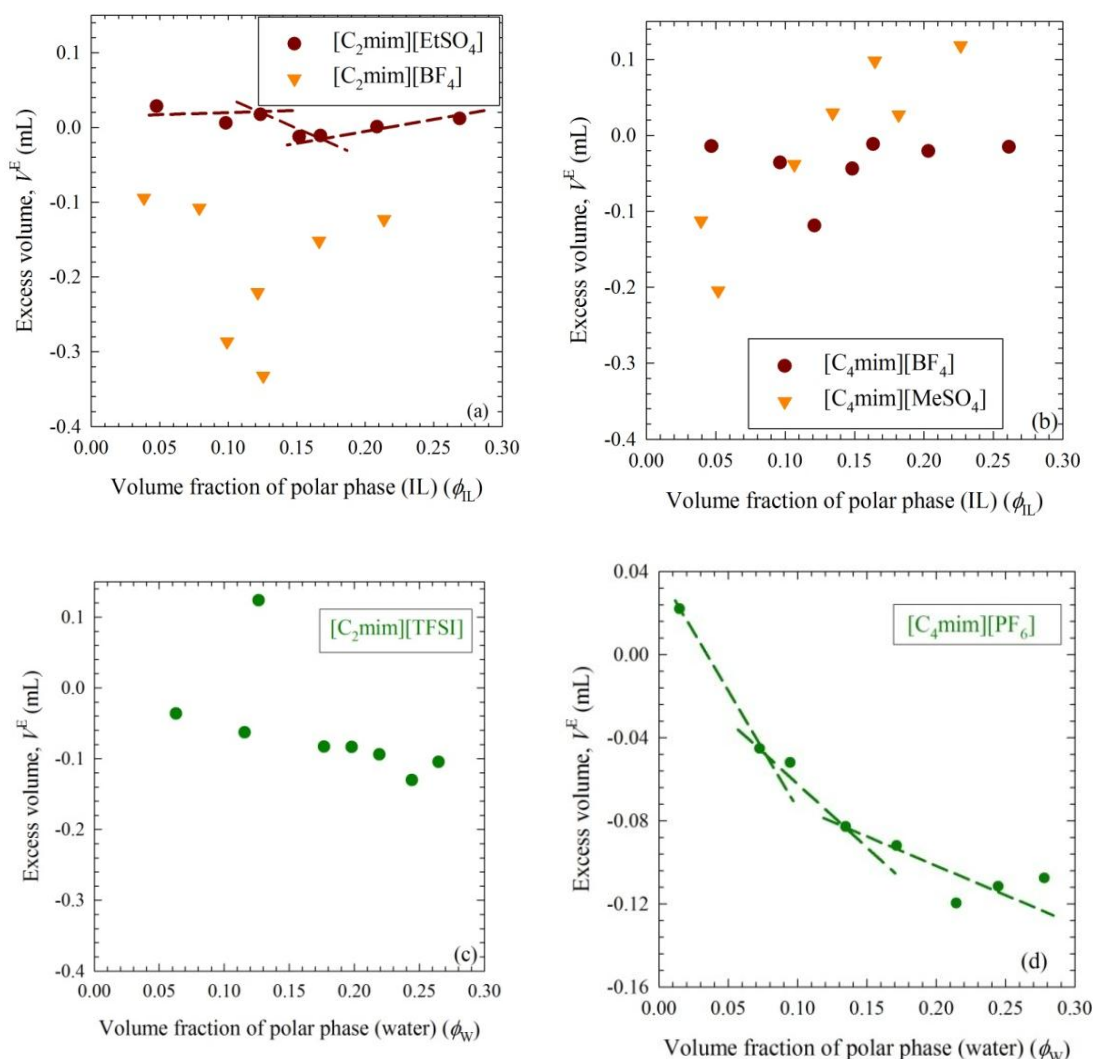 [C₂mim][EtSO₄]
[C₂mim][BF₄]
0.1
0.0
-0.1
-0.2
-0.3
-0.4
Excess volume, Vᴱ (mL)
(a)
0.00 0.05 0.10 0.15 0.20 0.25 0.30
Volume fraction of polar phase (IL) (ϕIL)
0.1
0.0
-0.1
-0.2
-0.3
-0.4
Excess volume, Vᴱ (mL)
[C₄mim][BF₄]
[C₄mim][MeSO₄]
(b)
0.00 0.05 0.10 0.15 0.20 0.25 0.30
Volume fraction of polar phase (IL) (ϕIL)
0.1
0.0
-0.1
-0.2
-0.3
-0.4
Excess volume, Vᴱ (mL)
[C₂mim][TFSI]
(c)
0.00 0.05 0.10 0.15 0.20 0.25 0.30
Volume fraction of polar phase (water) (ϕW)
0.04
0.00
-0.04
-0.08
-0.12
-0.16
Excess volume, Vᴱ (mL)
[C₄mim][PF₆]
(d)
0.00 0.05 0.10 0.15 0.20 0.25 0.30
Volume fraction of polar phase (water) (ϕW)